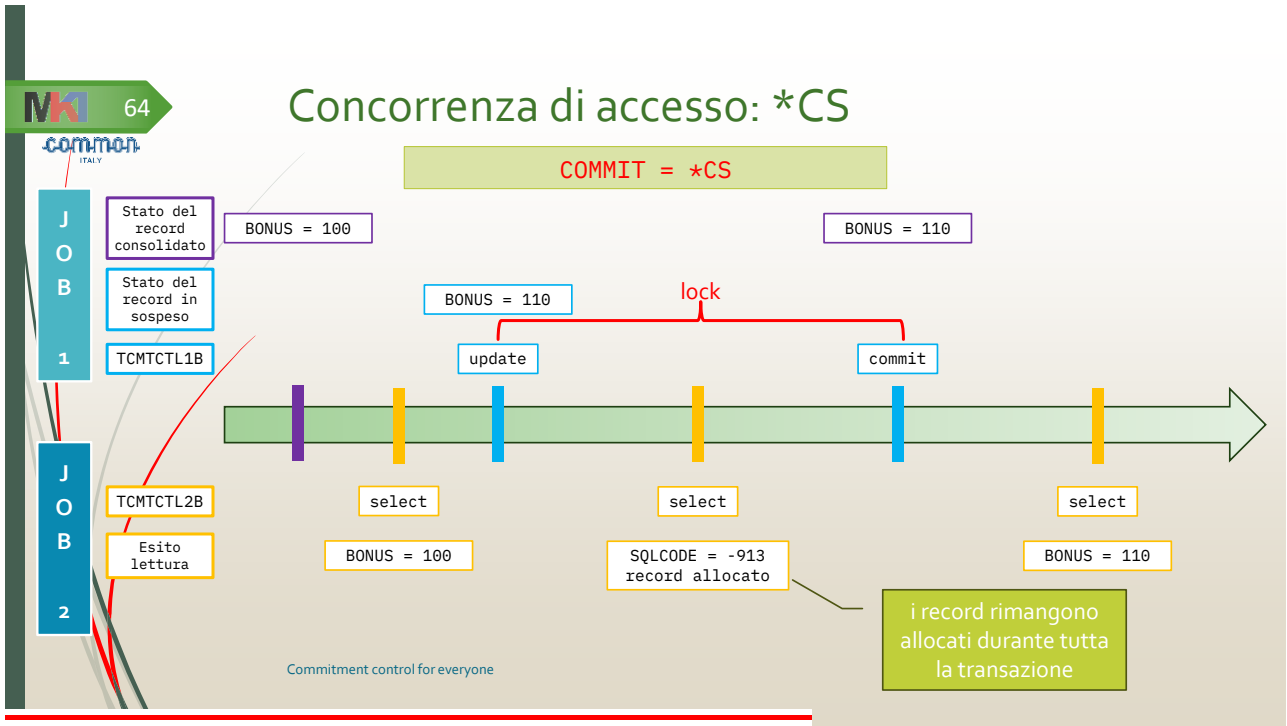 MKI
64
common
ITALY
Concorrenza di accesso: *CS
COMMIT = *CS
J
O
B
1
Stato del
record
consolidato
BONUS = 100
BONUS = 110
Stato del
record in
sospeso
BONUS = 110
lock
TCMTCTL1B
update
commit
J
O
B
2
TCMTCTL2B
select
select
select
Esito
lettura
BONUS = 100
SQLCODE = -913
record allocato
BONUS = 110
i record rimangono
allocati durante tutta
la transazione
Commitment control for everyone